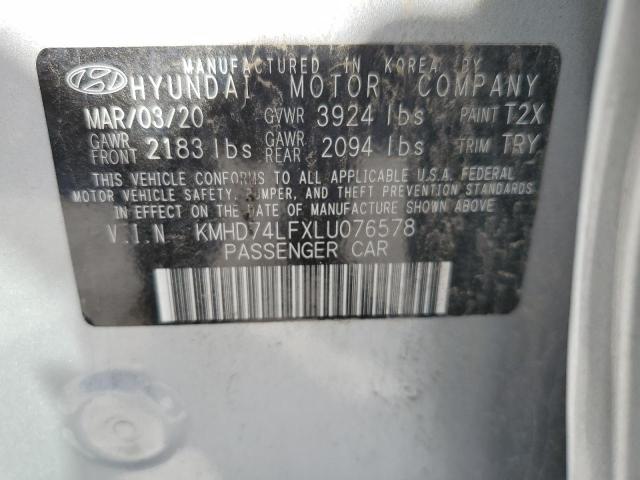 MANUFACTURED IN KOREA BY
HYUNDAI MOTOR COMPANY
MAR/03/20 GVWR 3924 lbs PAINT T2X
GAWR FRONT 2183 lbs GAWR REAR 2094 lbs TRIM TRY
THIS VEHICLE CONFORMS TO ALL APPLICABLE U.S.A. FEDERAL
MOTOR VEHICLE SAFETY, BUMPER, AND THEFT PREVENTION STANDARDS
IN EFFECT ON THE DATE OF MANUFACTURE SHOWN ABOVE.
V.I.N KMHD74LFXLU076578
PASSENGER CAR